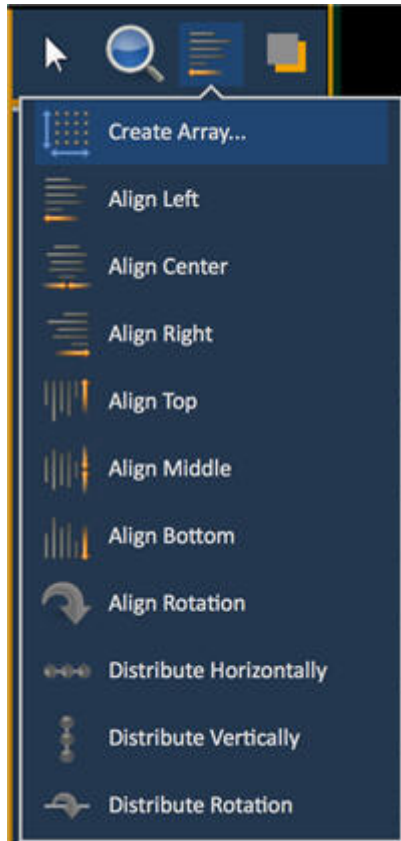 Create Array...
Align Left
Align Center
Align Right
Align Top
Align Middle
Align Bottom
Align Rotation
Distribute Horizontally
Distribute Vertically
Distribute Rotation